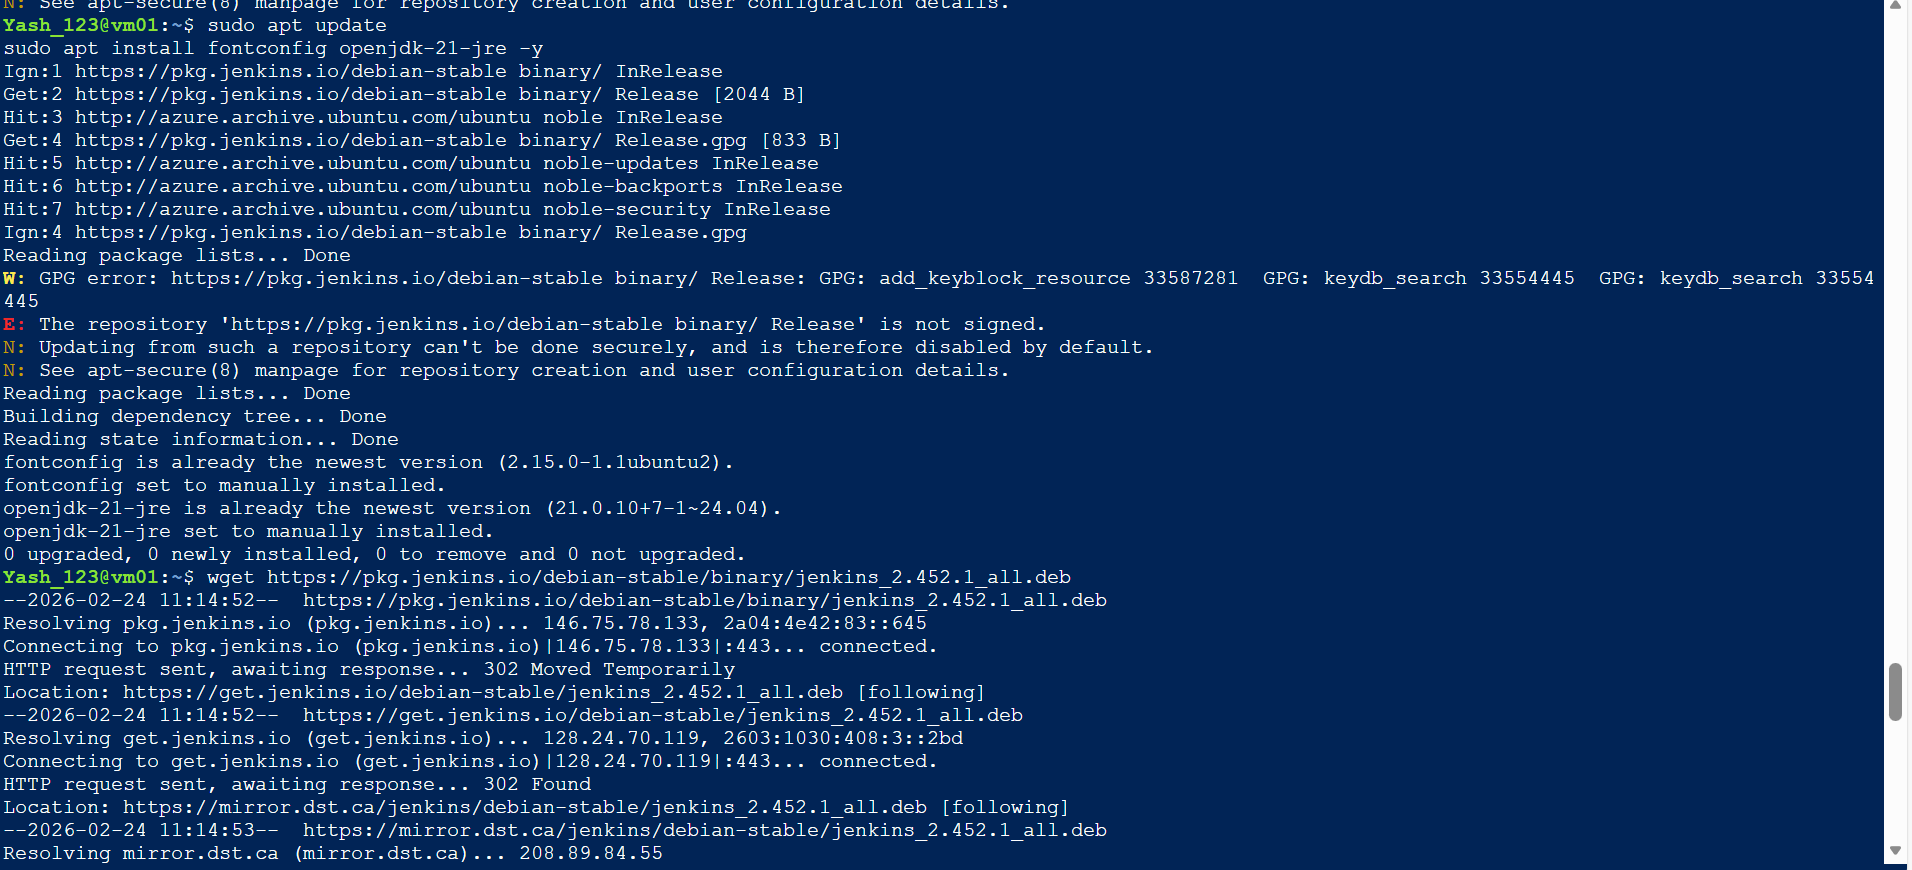 N: See apt-secure(8) manpage for repository creation and user configuration details.
Yash_123@vm01:~$ sudo apt update
sudo apt install fontconfig openjdk-21-jre -y
Ign:1 https://pkg.jenkins.io/debian-stable binary/ InRelease
Get:2 https://pkg.jenkins.io/debian-stable binary/ Release [2044 B]
Hit:3 http://azure.archive.ubuntu.com/ubuntu noble InRelease
Get:4 https://pkg.jenkins.io/debian-stable binary/ Release.gpg [833 B]
Hit:5 http://azure.archive.ubuntu.com/ubuntu noble-updates InRelease
Hit:6 http://azure.archive.ubuntu.com/ubuntu noble-backports InRelease
Hit:7 http://azure.archive.ubuntu.com/ubuntu noble-security InRelease
Ign:4 https://pkg.jenkins.io/debian-stable binary/ Release.gpg
Reading package lists... Done
W: GPG error: https://pkg.jenkins.io/debian-stable binary/ Release: GPG: add_keyblock_resource 33587281  GPG: keydb_search 33554445  GPG: keydb_search 33554
445
E: The repository 'https://pkg.jenkins.io/debian-stable binary/ Release' is not signed.
N: Updating from such a repository can't be done securely, and is therefore disabled by default.
N: See apt-secure(8) manpage for repository creation and user configuration details.
Reading package lists... Done
Building dependency tree... Done
Reading state information... Done
fontconfig is already the newest version (2.15.0-1.1ubuntu2).
fontconfig set to manually installed.
openjdk-21-jre is already the newest version (21.0.10+7-1~24.04).
openjdk-21-jre set to manually installed.
0 upgraded, 0 newly installed, 0 to remove and 0 not upgraded.
Yash_123@vm01:~$ wget https://pkg.jenkins.io/debian-stable/binary/jenkins_2.452.1_all.deb
--2026-02-24 11:14:52--  https://pkg.jenkins.io/debian-stable/binary/jenkins_2.452.1_all.deb
Resolving pkg.jenkins.io (pkg.jenkins.io)... 146.75.78.133, 2a04:4e42:83::645
Connecting to pkg.jenkins.io (pkg.jenkins.io)|146.75.78.133|:443... connected.
HTTP request sent, awaiting response... 302 Moved Temporarily
Location: https://get.jenkins.io/debian-stable/jenkins_2.452.1_all.deb [following]
--2026-02-24 11:14:52--  https://get.jenkins.io/debian-stable/jenkins_2.452.1_all.deb
Resolving get.jenkins.io (get.jenkins.io)... 128.24.70.119, 2603:1030:408:3::2bd
Connecting to get.jenkins.io (get.jenkins.io)|128.24.70.119|:443... connected.
HTTP request sent, awaiting response... 302 Found
Location: https://mirror.dst.ca/jenkins/debian-stable/jenkins_2.452.1_all.deb [following]
--2026-02-24 11:14:53--  https://mirror.dst.ca/jenkins/debian-stable/jenkins_2.452.1_all.deb
Resolving mirror.dst.ca (mirror.dst.ca)... 208.89.84.55